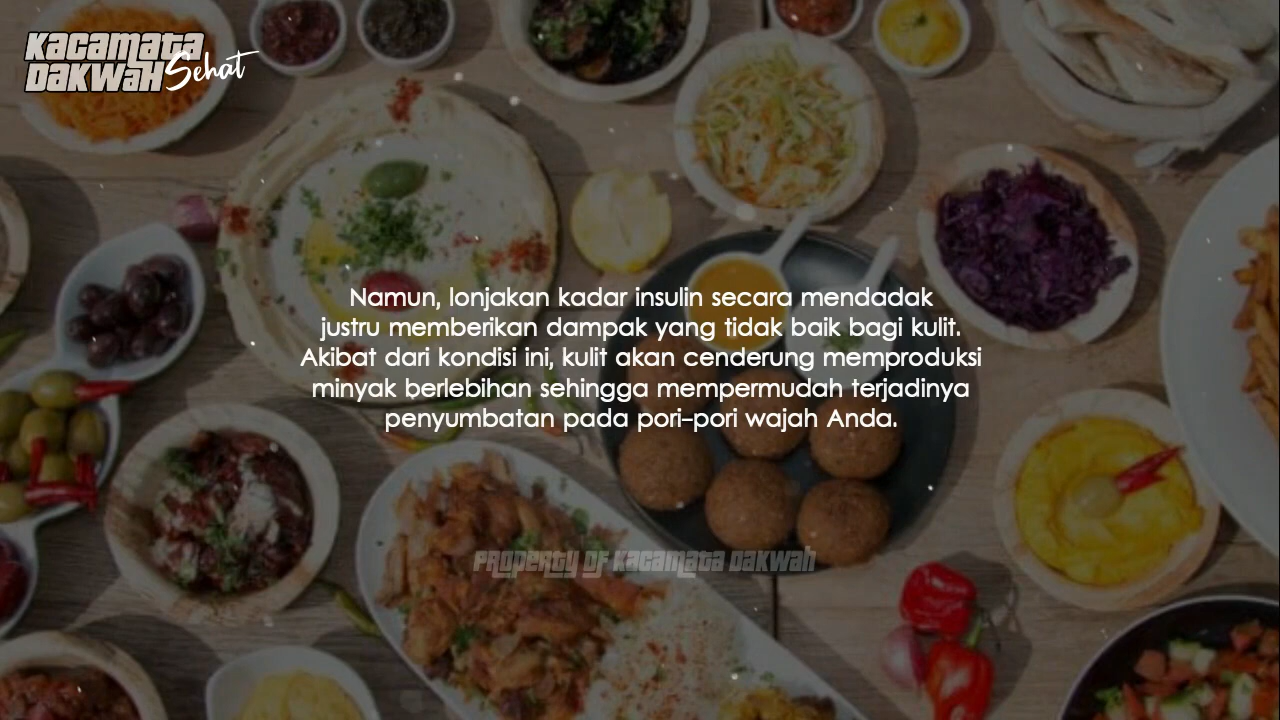 Kacamata
Dakwah Sehat
Namun, lonjakan kadar insulin secara mendadak
justru memberikan dampak yang tidak baik bagi kulit.
Akibat dari kondisi ini, kulit akan cenderung memproduksi
minyak berlebihan sehingga mempermudah terjadinya
penyumbatan pada pori-pori wajah Anda.
Property of Kacamata Dakwah